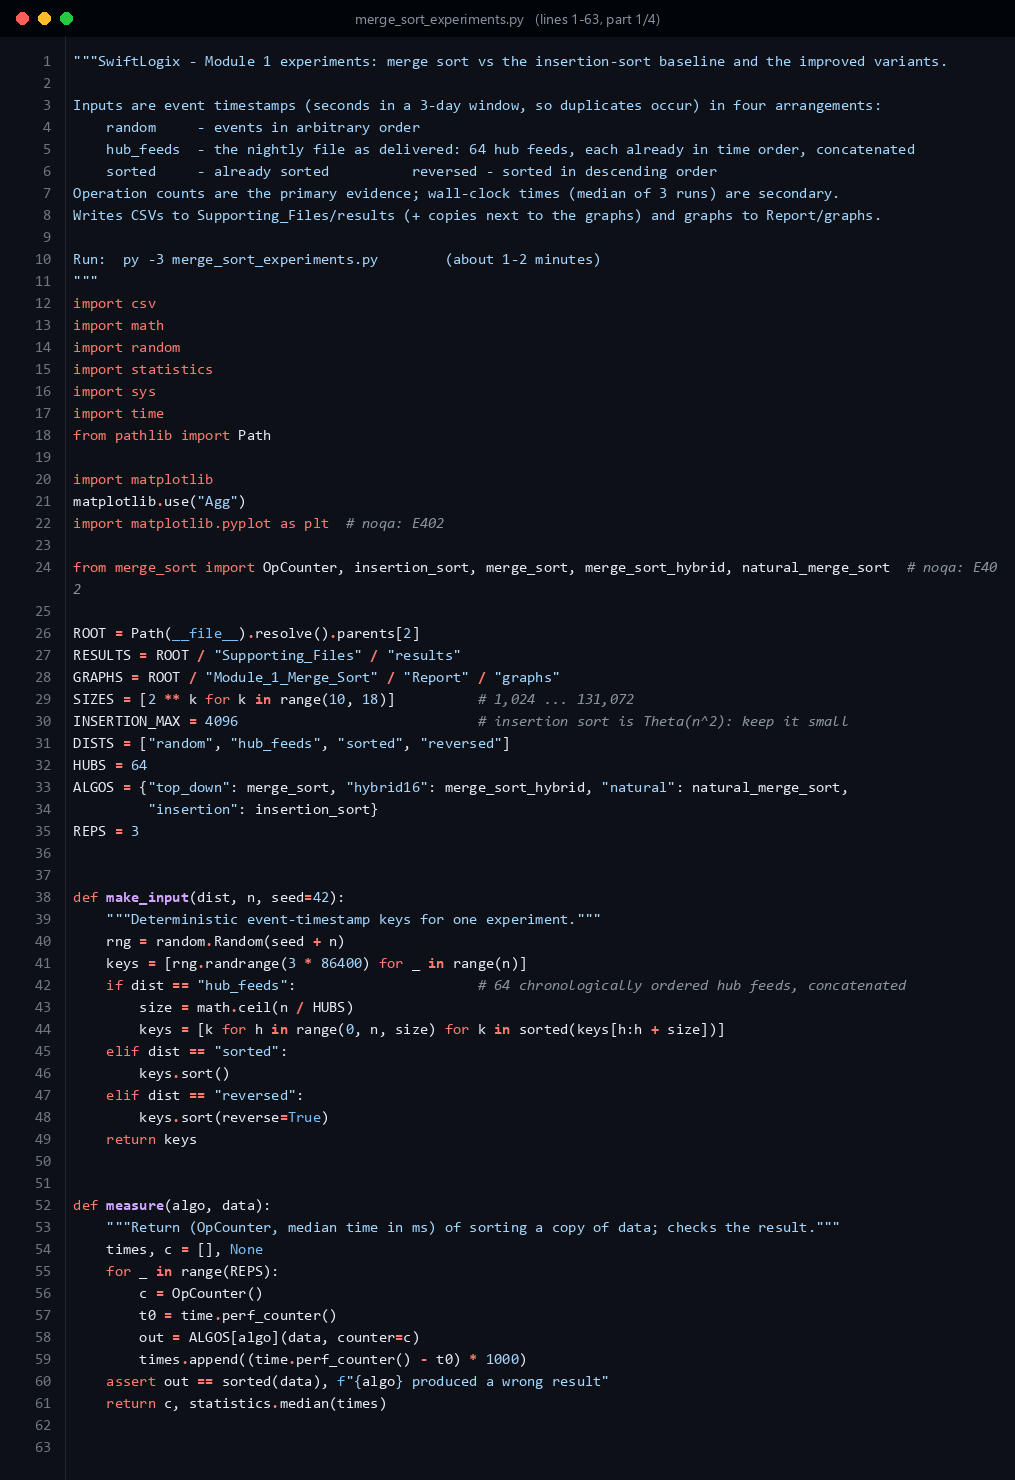 merge_sort_experiments.py (lines 1-63, part 1/4)
1 """SwiftLogix - Module 1 experiments: merge sort vs the insertion-sort baseline and the improved variants.
2
3 Inputs are event timestamps (seconds in a 3-day window, so duplicates occur) in four arrangements:
4     random     - events in arbitrary order
5     hub_feeds  - the nightly file as delivered: 64 hub feeds, each already in time order, concatenated
6     sorted     - already sorted          reversed - sorted in descending order
7 Operation counts are the primary evidence; wall-clock times (median of 3 runs) are secondary.
8 Writes CSVs to Supporting_Files/results (+ copies next to the graphs) and graphs to Report/graphs.
9
10 Run:  py -3 merge_sort_experiments.py        (about 1-2 minutes)
11 """
12 import csv
13 import math
14 import random
15 import statistics
16 import sys
17 import time
18 from pathlib import Path
19
20 import matplotlib
21 matplotlib.use("Agg")
22 import matplotlib.pyplot as plt  # noqa: E402
23
24 from merge_sort import OpCounter, insertion_sort, merge_sort, merge_sort_hybrid, natural_merge_sort  # noqa: E40
2
25
26 ROOT = Path(__file__).resolve().parents[2]
27 RESULTS = ROOT / "Supporting_Files" / "results"
28 GRAPHS = ROOT / "Module_1_Merge_Sort" / "Report" / "graphs"
29 SIZES = [2 ** k for k in range(10, 18)]          # 1,024 ... 131,072
30 INSERTION_MAX = 4096                             # insertion sort is Theta(n^2): keep it small
31 DISTS = ["random", "hub_feeds", "sorted", "reversed"]
32 HUBS = 64
33 ALGOS = {"top_down": merge_sort, "hybrid16": merge_sort_hybrid, "natural": natural_merge_sort,
34          "insertion": insertion_sort}
35 REPS = 3
36
37
38 def make_input(dist, n, seed=42):
39     """Deterministic event-timestamp keys for one experiment."""
40     rng = random.Random(seed + n)
41     keys = [rng.randrange(3 * 86400) for _ in range(n)]
42     if dist == "hub_feeds":                      # 64 chronologically ordered hub feeds, concatenated
43         size = math.ceil(n / HUBS)
44         keys = [k for h in range(0, n, size) for k in sorted(keys[h:h + size])]
45     elif dist == "sorted":
46         keys.sort()
47     elif dist == "reversed":
48         keys.sort(reverse=True)
49     return keys
50
51
52 def measure(algo, data):
53     """Return (OpCounter, median time in ms) of sorting a copy of data; checks the result."""
54     times, c = [], None
55     for _ in range(REPS):
56         c = OpCounter()
57         t0 = time.perf_counter()
58         out = ALGOS[algo](data, counter=c)
59         times.append((time.perf_counter() - t0) * 1000)
60     assert out == sorted(data), f"{algo} produced a wrong result"
61     return c, statistics.median(times)
62
63